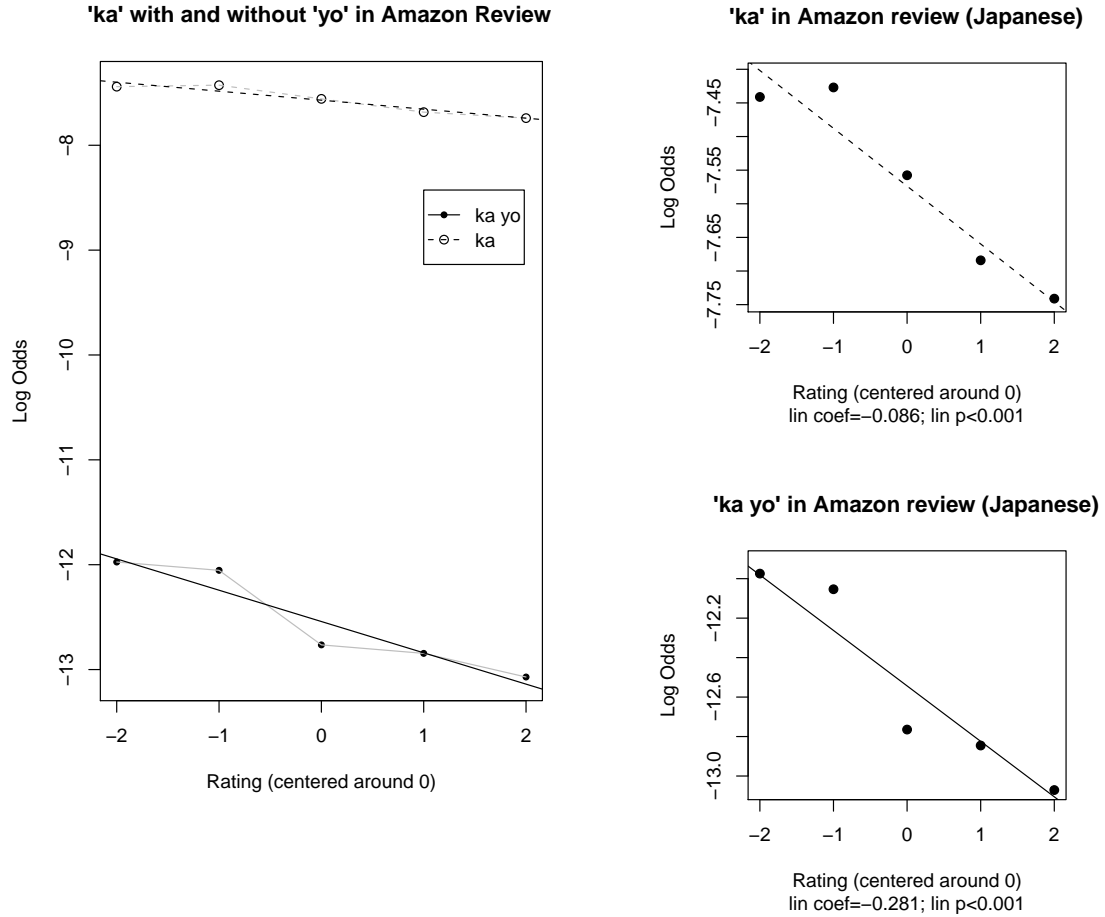 'ka' with and without 'yo' in Amazon Review
Log Odds
−8
−9
−10
−11
−12
−13
ka yo
ka
−2 −1 0 1 2
Rating (centered around 0)
'ka' in Amazon review (Japanese)
Log Odds
−7.45
−7.55
−7.65
−7.75
−2 −1 0 1 2
Rating (centered around 0)
lin coef=−0.086; lin p<0.001
'ka yo' in Amazon review (Japanese)
Log Odds
−12.2
−12.6
−13.0
−2 −1 0 1 2
Rating (centered around 0)
lin coef=−0.281; lin p<0.001